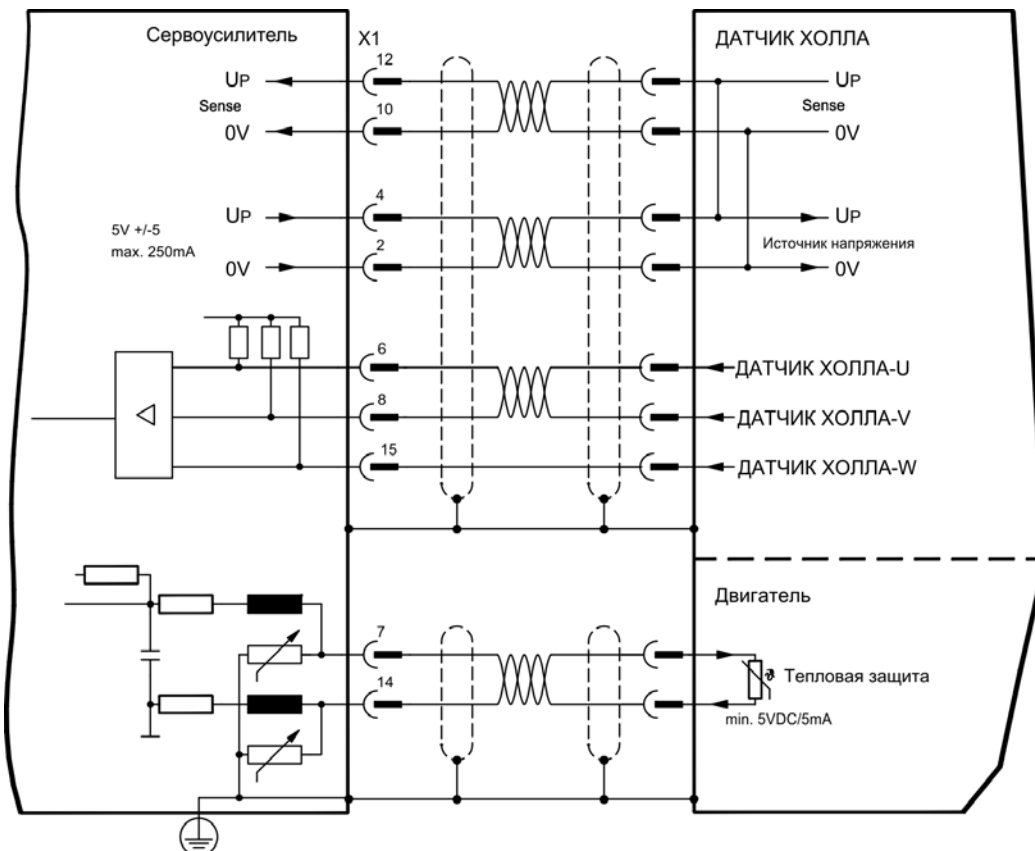 Сервоусилитель
X1
ДАТЧИК ХОЛЛА
12
UP
UP
Sense
Sense
10
0V
0V
4
UP
UP
5V +/-5
max. 250mA
Источник напряжения
2
0V
0V
6
ДАТЧИК ХОЛЛА-U
8
ДАТЧИК ХОЛЛА-V
15
ДАТЧИК ХОЛЛА-W
Двигатель
7
Тепловая защита
14
min. 5VDC/5mA